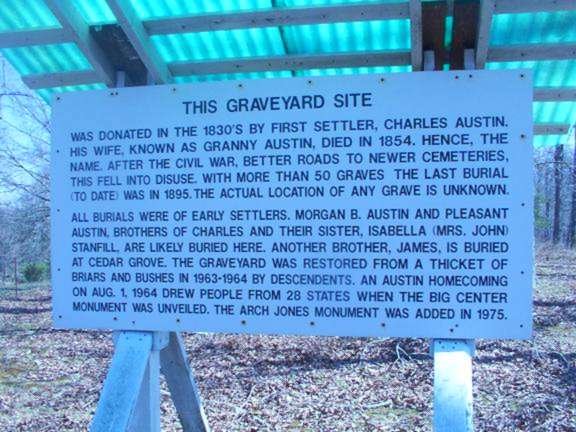 THIS GRAVEYARD SITE
WAS DONATED IN THE 1830'S BY FIRST SETTLER, CHARLES AUSTIN.
HIS WIFE, KNOWN AS GRANNY AUSTIN, DIED IN 1854. HENCE, THE
NAME. AFTER THE CIVIL WAR, BETTER ROADS TO NEWER CEMETERIES,
THIS FELL INTO DISUSE. WITH MORE THAN 50 GRAVES THE LAST BURIAL
(TO DATE) WAS IN 1895. THE ACTUAL LOCATION OF ANY GRAVE IS UNKNOWN.
ALL BURIALS WERE OF EARLY SETTLERS. MORGAN B. AUSTIN AND PLEASANT
AUSTIN, BROTHERS OF CHARLES AND THEIR SISTER, ISABELLA (MRS. JOHN)
STANFILL, ARE LIKELY BURIED HERE. ANOTHER BROTHER, JAMES, IS BURIED
AT CEDAR GROVE. THE GRAVEYARD WAS RESTORED FROM A THICKET OF
BRIARS AND BUSHES IN 1963-1964 BY DESCENDENTS. AN AUSTIN HOMECOMING
ON AUG. 1, 1964 DREW PEOPLE FROM 28 STATES WHEN THE BIG CENTER
MONUMENT WAS UNVEILED. THE ARCH JONES MONUMENT WAS ADDED IN 1975.